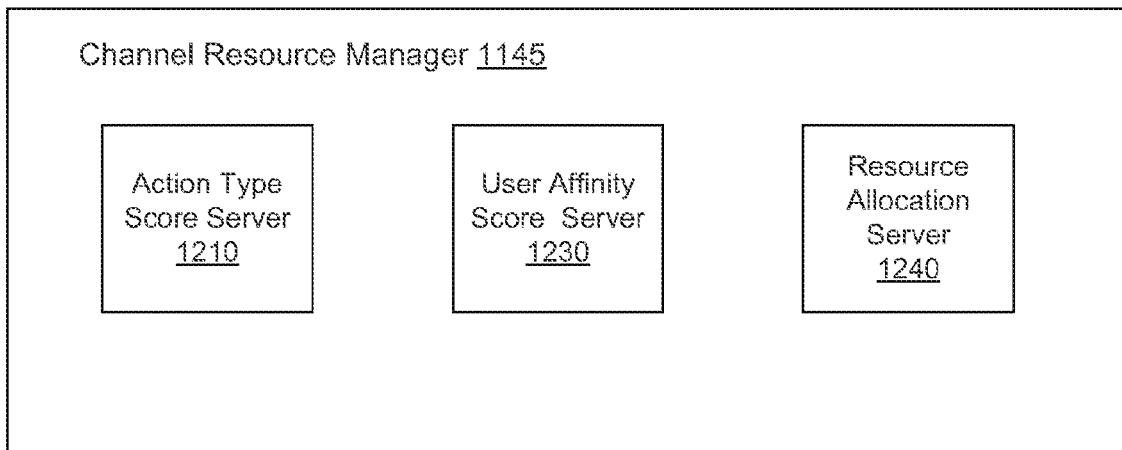 Channel Resource Manager 1145
Action Type
Score Server
1210
User Affinity
Score Server
1230
Resource
Allocation
Server
1240